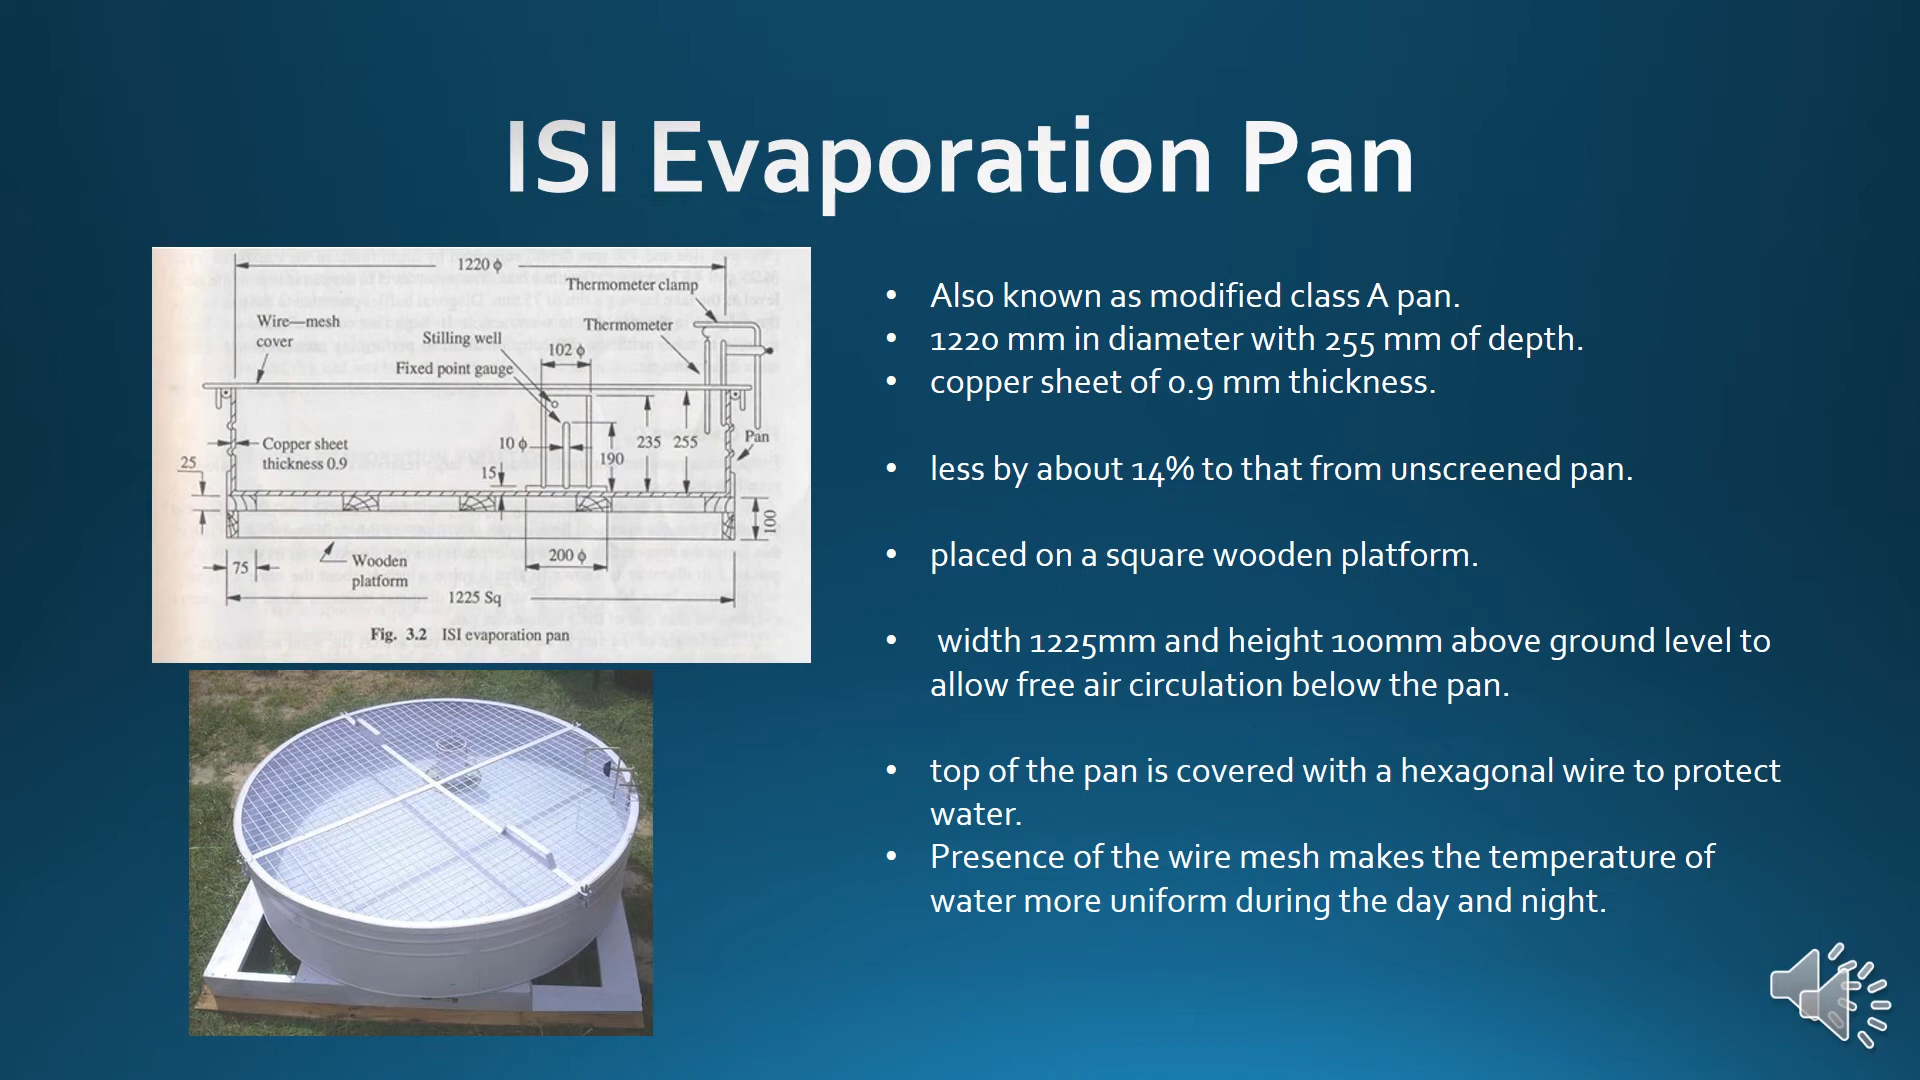 ISI Evaporation Pan
1220 ϕ
Thermometer clamp
Wire—mesh
cover
Thermometer
Stilling well
102 ϕ
Fixed point gauge
Copper sheet
thickness 0.9
10 ϕ
235
255
Pan
190
25
15
100
200 ϕ
75
Wooden
platform
1225 Sq
Fig. 3.2 ISI evaporation pan
• Also known as modified class A pan.
• 1220 mm in diameter with 255 mm of depth.
• copper sheet of 0.9 mm thickness.
• less by about 14% to that from unscreened pan.
• placed on a square wooden platform.
• width 1225mm and height 100mm above ground level to
allow free air circulation below the pan.
• top of the pan is covered with a hexagonal wire to protect
water.
• Presence of the wire mesh makes the temperature of
water more uniform during the day and night.